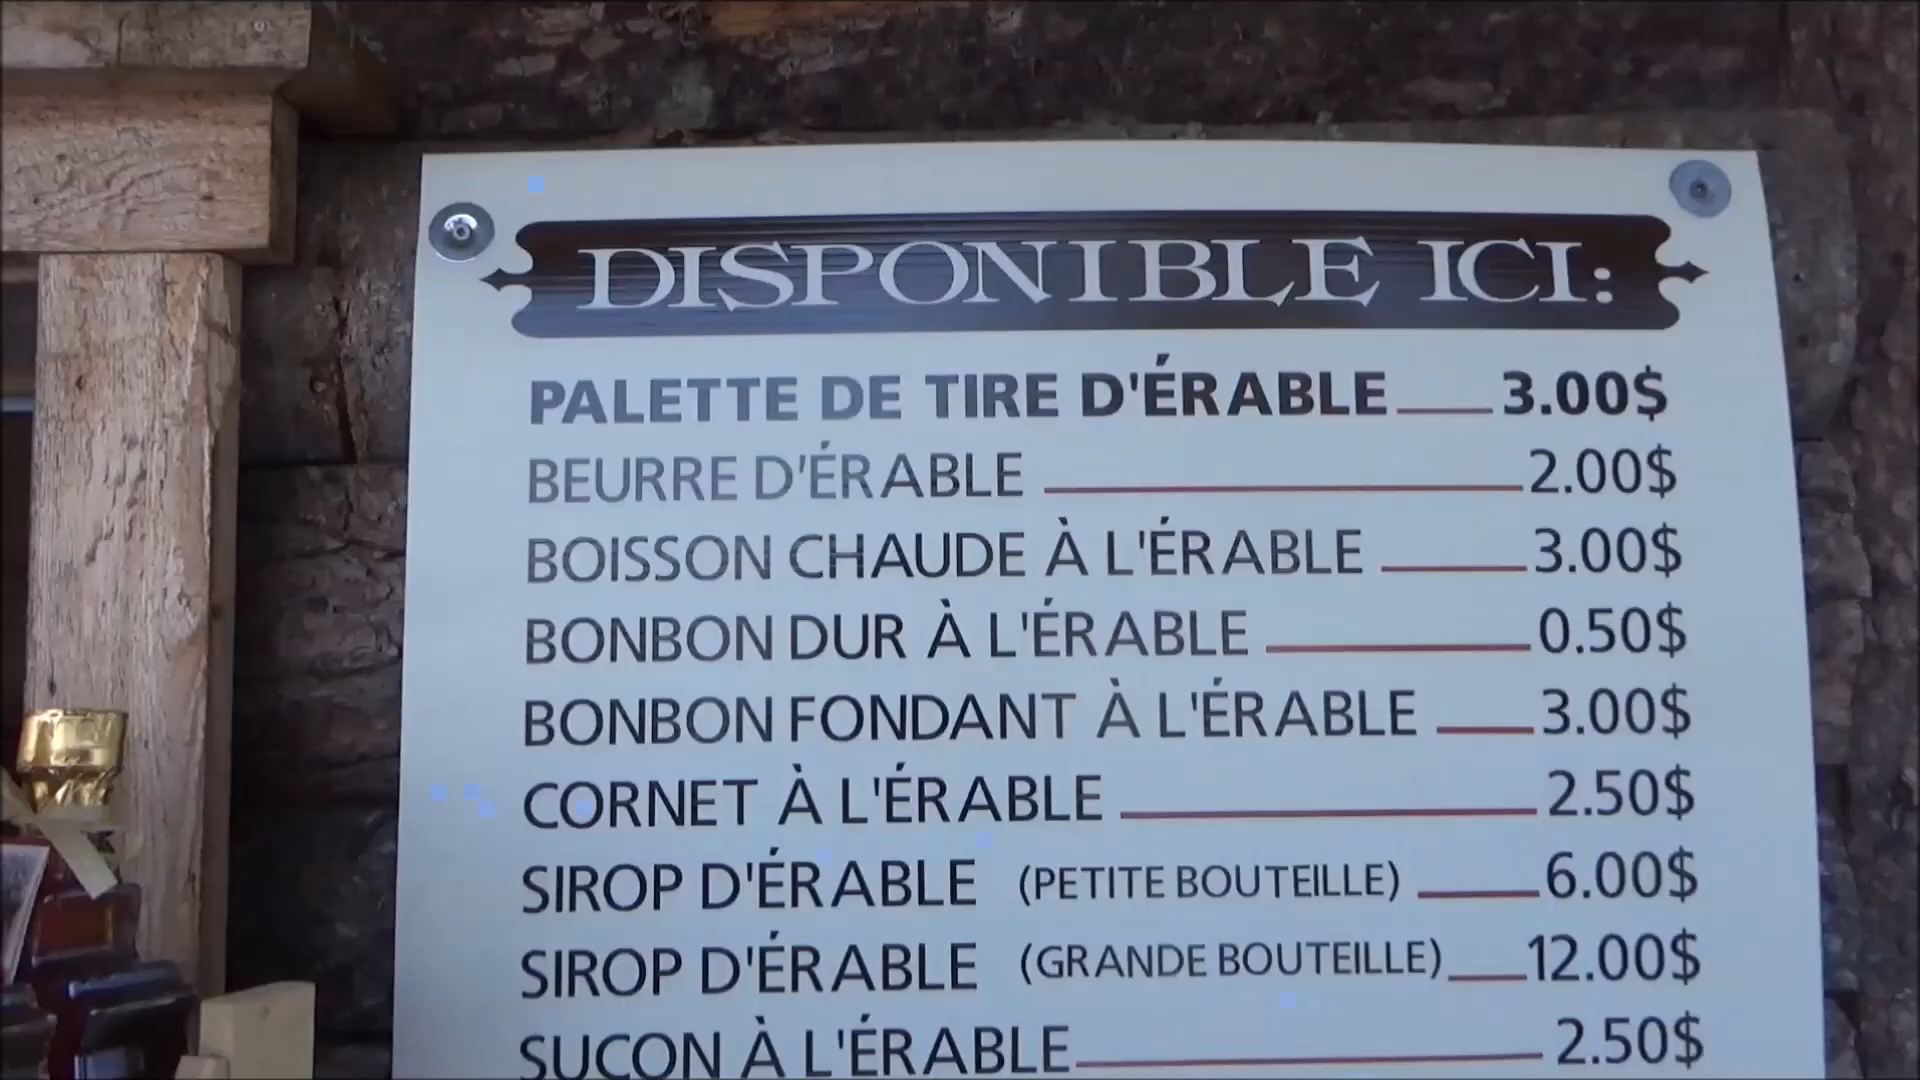 DISPONIBLE ICI:
PALETTE DE TIRE D'ÉRABLE 3.00$
BEURRE D'ÉRABLE 2.00$
BOISSON CHAUDE À L'ÉRABLE 3.00$
BONBON DUR À L'ÉRABLE 0.50$
BONBON FONDANT À L'ÉRABLE 3.00$
CORNET À L'ÉRABLE 2.50$
SIROP D'ÉRABLE (PETITE BOUTEILLE) 6.00$
SIROP D'ÉRABLE (GRANDE BOUTEILLE) 12.00$
SUCON À L'ÉRABLE 2.50$